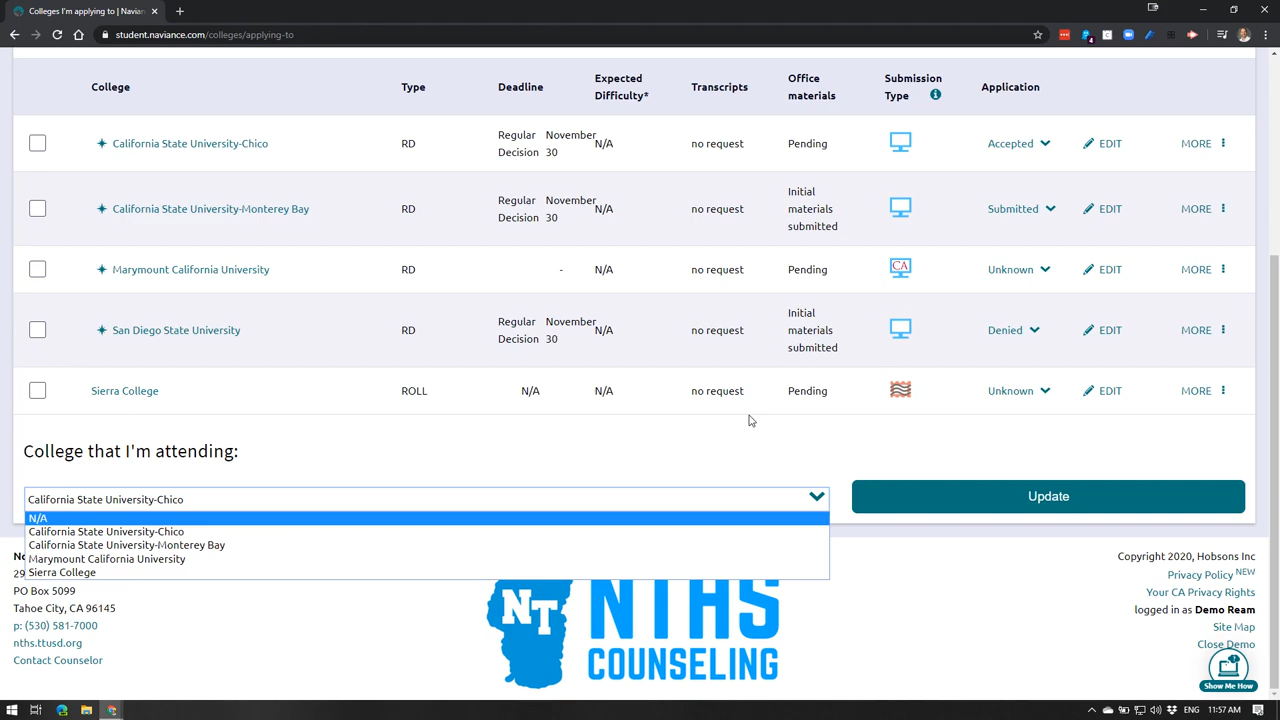 Colleges I'm applying to | Navian
student.naviance.com/colleges/applying-to
College
Type
Deadline
Expected Difficulty*
Transcripts
Office materials
Submission Type
Application
California State University-Chico
RD
Regular Decision
November 30
N/A
no request
Pending
Accepted
EDIT
MORE
California State University-Monterey Bay
RD
Regular Decision
November 30
N/A
no request
Initial materials submitted
Submitted
EDIT
MORE
Marymount California University
RD
-
N/A
no request
Pending
CA
Unknown
EDIT
MORE
San Diego State University
RD
Regular Decision
November 30
N/A
no request
Initial materials submitted
Denied
EDIT
MORE
Sierra College
ROLL
N/A
N/A
no request
Pending
Unknown
EDIT
MORE
College that I'm attending:
California State University-Chico
Update
N/A
California State University-Chico
California State University-Monterey Bay
Marymount California University
Sierra College
PO Box 5099
Tahoe City, CA 96145
p: (530) 581-7000
nths.ttusd.org
Contact Counselor
NT
NTHS
COUNSELING
Copyright 2020, Hobsons Inc
Privacy Policy NEW
Your CA Privacy Rights
logged in as Demo Ream
Site Map
Close Demo
Show Me How
ENG
11:57 AM